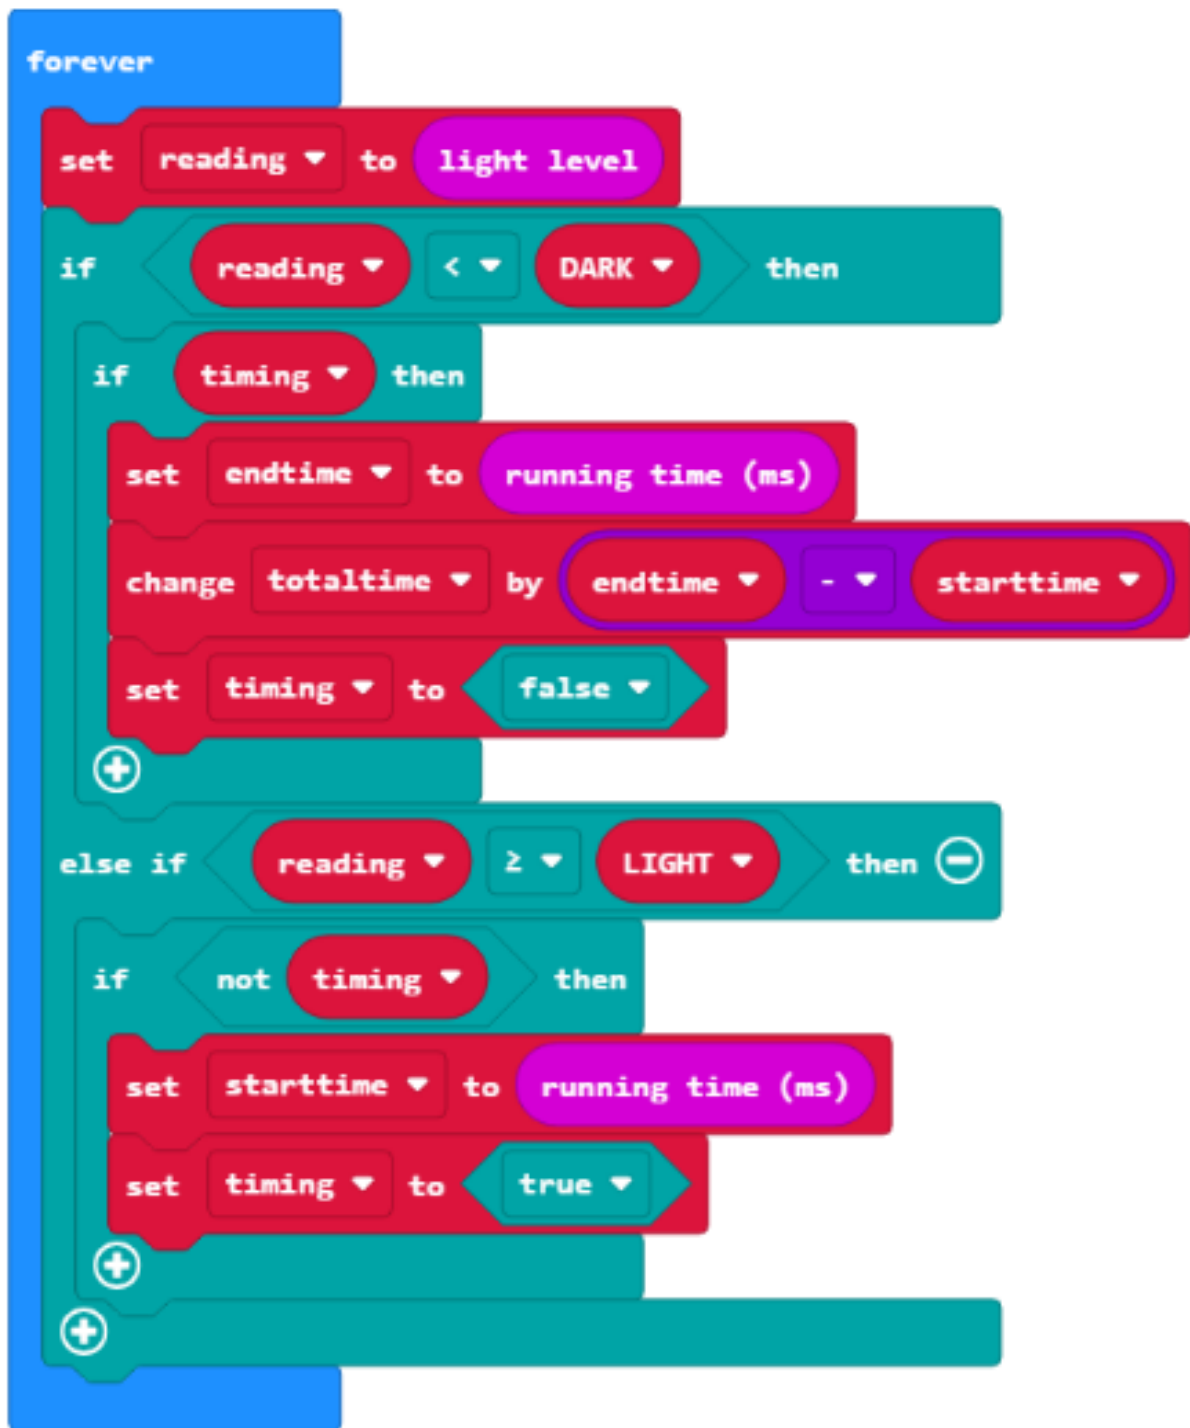 forever
set reading to light level
if reading < DARK then
if timing then
set endtime to running time (ms)
change totaltime by endtime - starttime
set timing to false
else if reading ≥ LIGHT then
if not timing then
set starttime to running time (ms)
set timing to true